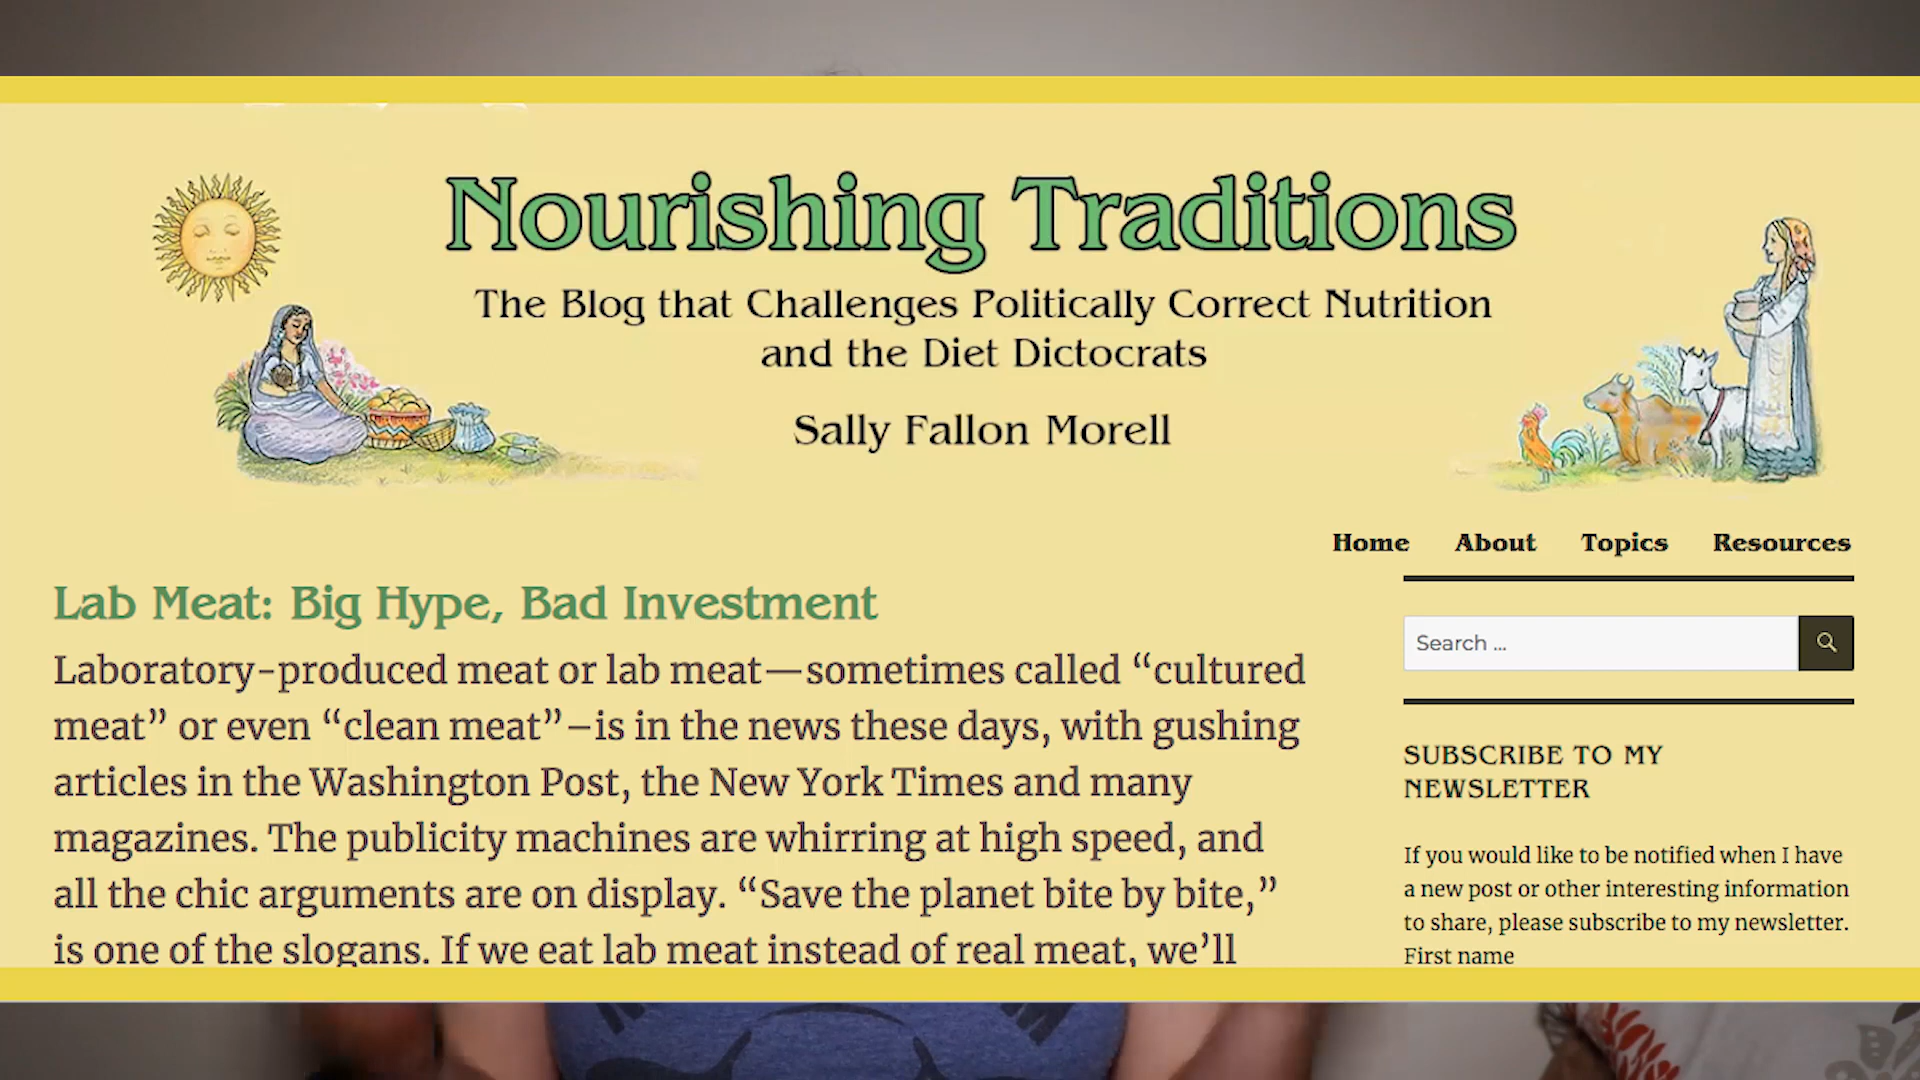 Nourishing Traditions
The Blog that Challenges Politically Correct Nutrition
and the Diet Dictocrats
Sally Fallon Morell
Home About Topics Resources
Lab Meat: Big Hype, Bad Investment
Laboratory-produced meat or lab meat—sometimes called “cultured
meat” or even “clean meat”–is in the news these days, with gushing
articles in the Washington Post, the New York Times and many
magazines. The publicity machines are whirring at high speed, and
all the chic arguments are on display. “Save the planet bite by bite,”
is one of the slogans. If we eat lab meat instead of real meat, we’ll
Search ...
SUBSCRIBE TO MY
NEWSLETTER
If you would like to be notified when I have
a new post or other interesting information
to share, please subscribe to my newsletter.
First name